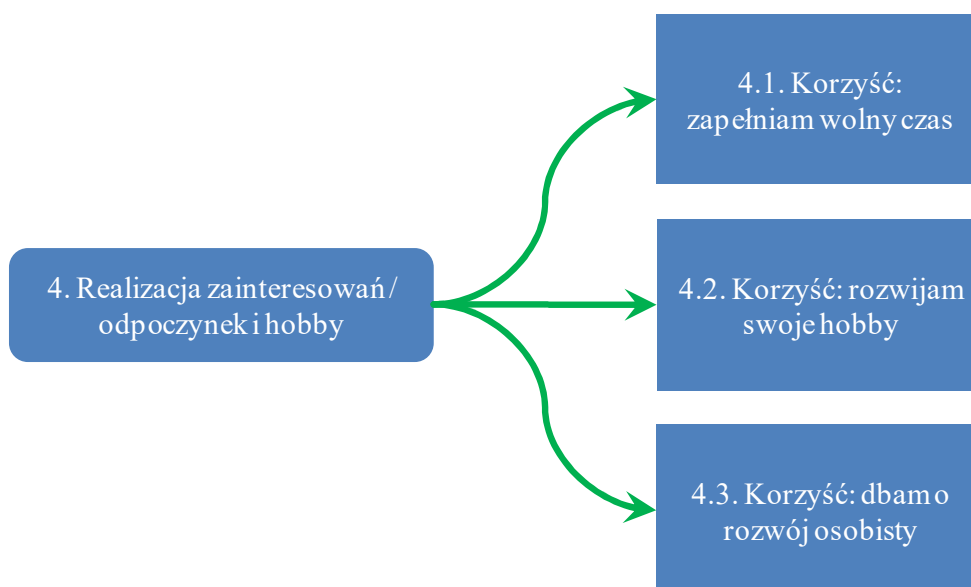 4. Realizacja zainteresowań /
odpoczynek i hobby
4.1. Korzyść:
zapełniam wolny czas
4.2. Korzyść: rozwijam
swoje hobby
4.3. Korzyść: dbam o
rozwój osobisty